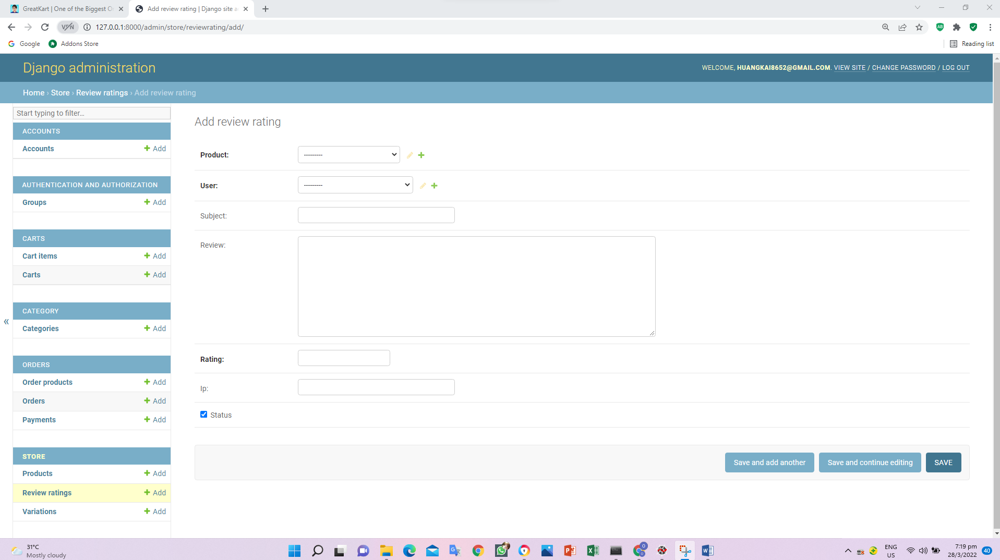 GreatKart | One of the Biggest O
Add review rating | Django site a
VPN
127.0.0.1:8000/admin/store/reviewrating/add/
Google
Addons Store
Reading list
Django administration
WELCOME, HUANGKAI8652@GMAIL.COM. VIEW SITE / CHANGE PASSWORD / LOG OUT
Home › Store › Review ratings › Add review rating
Start typing to filter...
ACCOUNTS
Accounts
Add
AUTHENTICATION AND AUTHORIZATION
Groups
Add
CARTS
Cart items
Add
Carts
Add
CATEGORY
Categories
Add
ORDERS
Order products
Add
Orders
Add
Payments
Add
STORE
Products
Add
Review ratings
Add
Variations
Add
Add review rating
Product:
---------
User:
---------
Subject:
Review:
Rating:
Ip:
Status
Save and add another
Save and continue editing
SAVE
31°C
Mostly cloudy
ENG
US
7:19 pm
28/3/2022
40